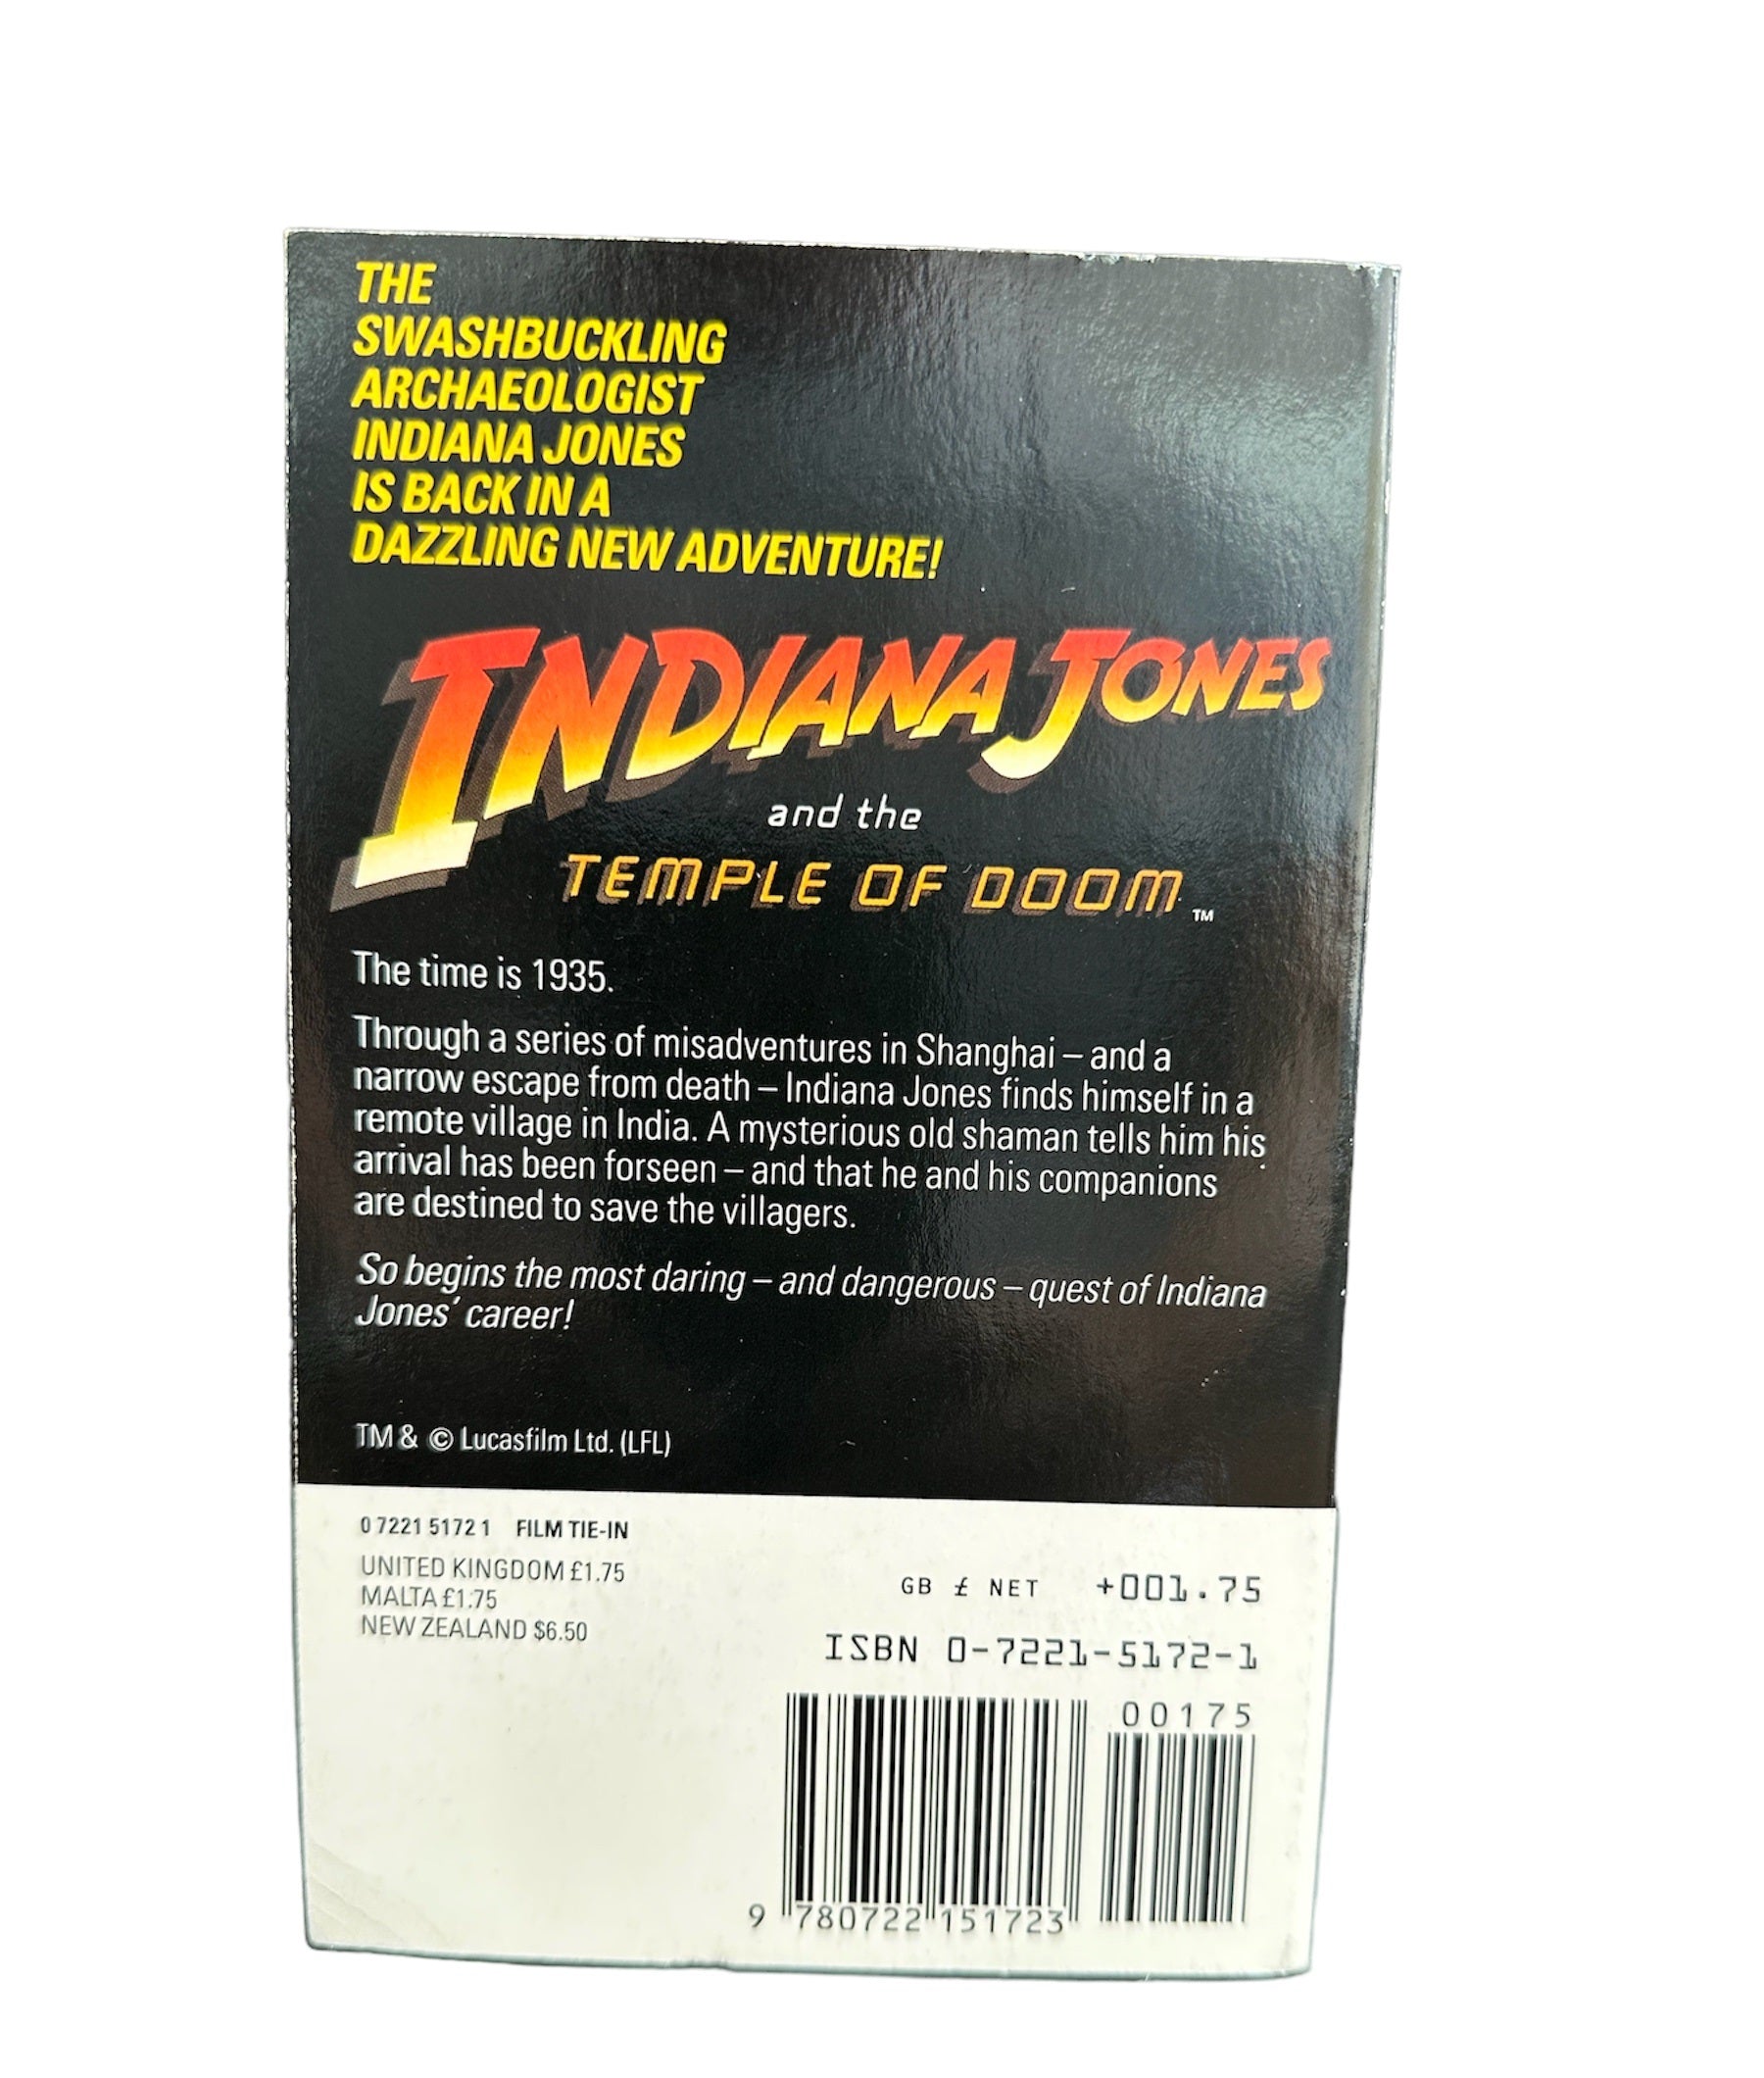 THE
SWASHBUCKLING
ARCHAEOLOGIST
INDIANA JONES
IS BACK IN A
DAZZLING NEW ADVENTURE!
INDIANA JONES
and the
TEMPLE OF DOOM TM
The time is 1935.
Through a series of misadventures in Shanghai – and a
narrow escape from death – Indiana Jones finds himself in a
remote village in India. A mysterious old shaman tells him his
arrival has been forseen – and that he and his companions
are destined to save the villagers.
So begins the most daring – and dangerous – quest of Indiana
Jones' career!
TM & © Lucasfilm Ltd. (LFL)
0 7221 5172 1 FILM TIE-IN
UNITED KINGDOM £1.75
MALTA £1.75
NEW ZEALAND $6.50
GB £ NET +001.75
ISBN 0-7221-5172-1
00175
9 780722 151723